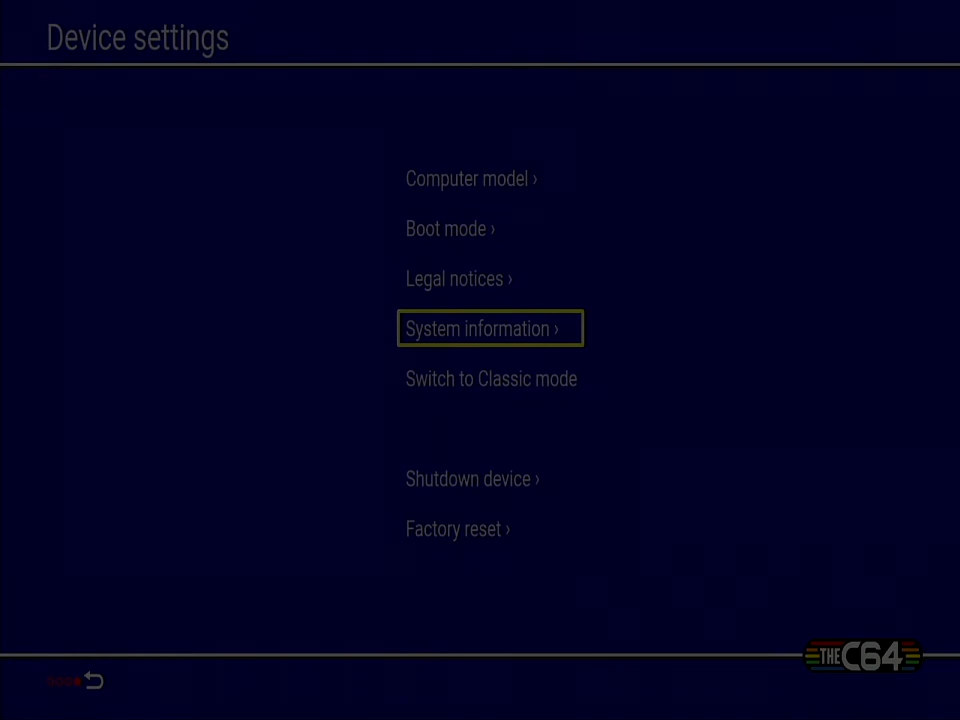 Device settings
Computer model ›
Boot mode ›
Legal notices ›
System information ›
Switch to Classic mode
Shutdown device ›
Factory reset ›
THEC64